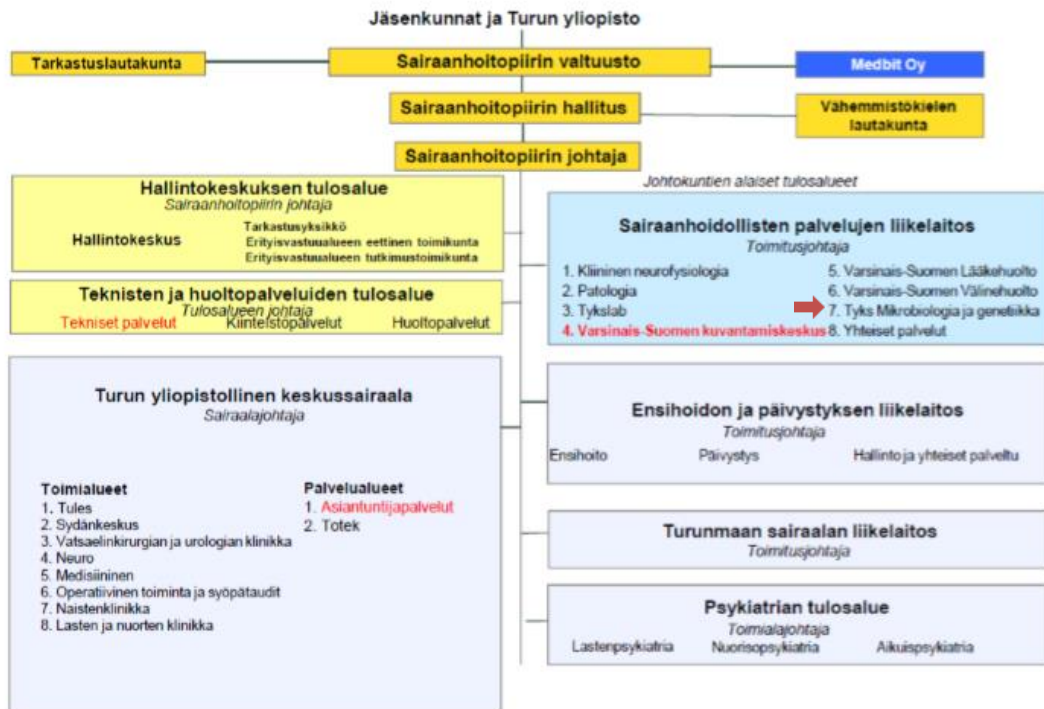 Jäsenkunnat ja Turun yliopisto
Tarkastuslautakunta
Sairaanhoitopiirin valtuusto
Medbit Oy
Sairaanhoitopiirin hallitus
Vähemmistökielen
lautakunta
Sairaanhoitopiirin johtaja
Hallintokeskuksen tulosalue
Sairaanhoitopiirin johtaja
Hallintokeskus
Tarkastusyksikkö
Erityisvastuualueen eettinen toimikunta
Erityisvastuualueen tutkimustoimikunta
Teknisten ja huoltopalveluiden tulosalue
Tulosalueen johtaja
Tekniset palvelut
Kiinteistöpalvelut
Huoltopalvelut
Turun yliopistollinen keskussairaala
Sairaalajohtaja
Toimialueet
1. Tules
2. Sydänkeskus
3. Vatsaelinkirurgian ja urologian klinikka
4. Neuro
5. Medisiininen
6. Operatiivinen toiminta ja syöpätaudit
7. Naistenklinikka
8. Lasten ja nuorten klinikka
Palvelualueet
1. Asiantuntijapalvelut
2. Totek
Johtokuntien alaiset tulosalueet
Sairaanhoidollisten palvelujen liikelaitos
Toimitusjohtaja
1. Kliininen neurofysiologia
2. Patologia
3. Tykslab
4. Varsinais-Suomen kuvantamiskeskus
5. Varsinais-Suomen Lääkehuolto
6. Varsinais-Suomen Välinehuolto
7. Tyks Mikrobiologia ja genetiikka
8. Yhteiset palvelut
Ensihoidon ja päivystyksen liikelaitos
Toimitusjohtaja
Ensihoito
Päivystys
Hallinto ja yhteiset palveltu
Turunmaan sairaalan liikelaitos
Toimitusjohtaja
Psykiatrian tulosalue
Toimialajohtaja
Lastenpsykiatria
Nuorisopsykiatria
Aikuispsykiatria